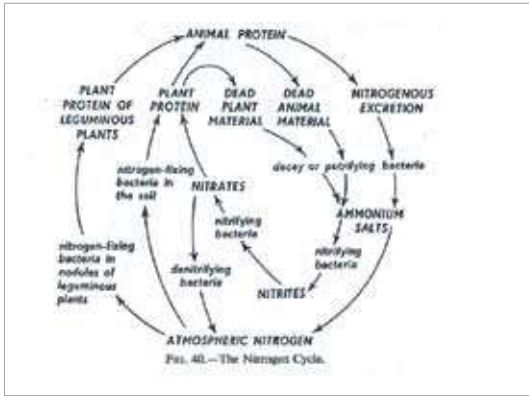 ANIMAL PROTEIN
PLANT
PROTEIN OF
LEGUMINOUS
PLANTS
PLANT
PROTEIN
DEAD
PLANT
MATERIAL
DEAD
ANIMAL
MATERIAL
NITROGENOUS
EXCRETION
decay or putrifying bacteria
nitrogen-fixing
bacteria in
the soil
NITRATES
AMMONIUM
SALTS
nitrifying
bacteria
nitrifying
bacteria
nitrogen-fixing
bacteria in
nodules of
leguminous
plants
denitrifying
bacteria
NITRITES
ATMOSPHERIC NITROGEN
FIG. 40.—The Nitrogen Cycle.